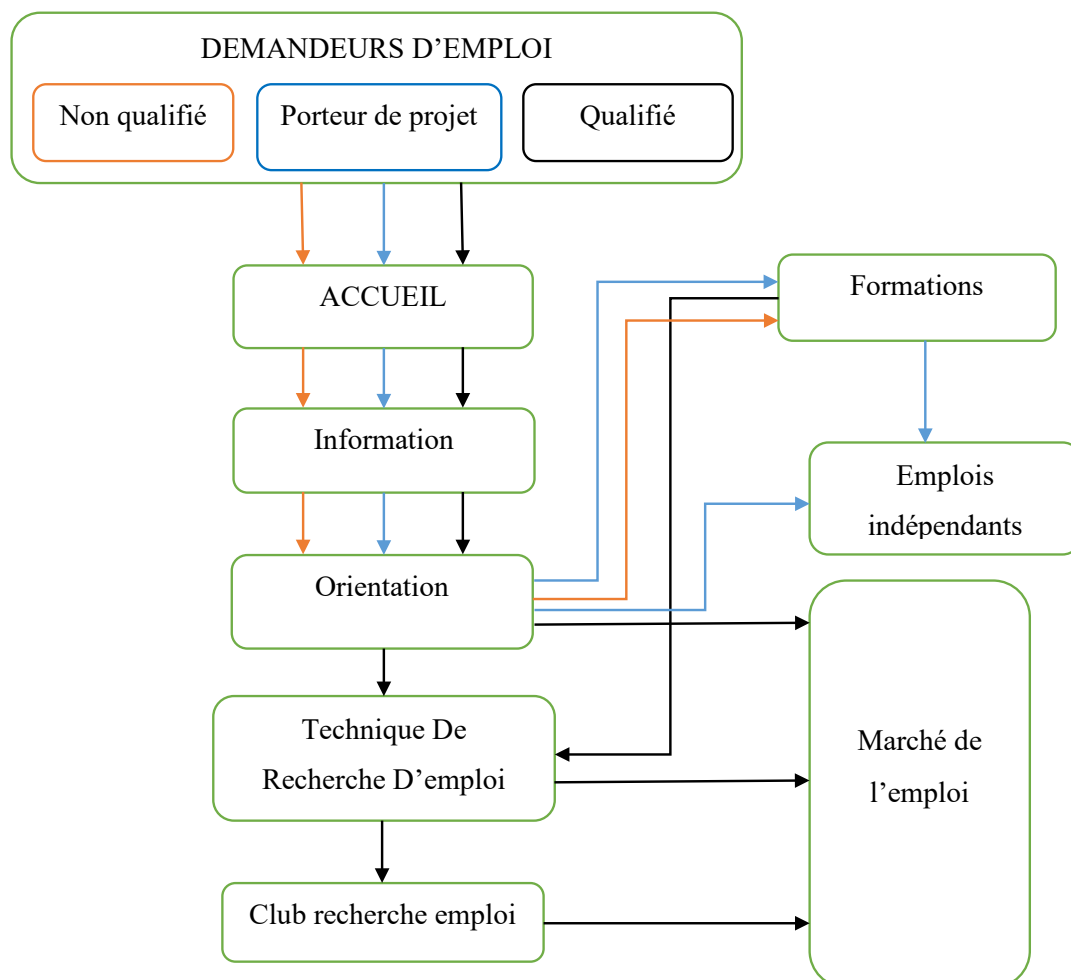 DEMANDEURS D’EMPLOI
Non qualifié
Porteur de projet
Qualifié
ACCUEIL
Formations
Information
Emplois
indépendants
Orientation
Technique De
Recherche D’emploi
Marché de
l’emploi
Club recherche emploi